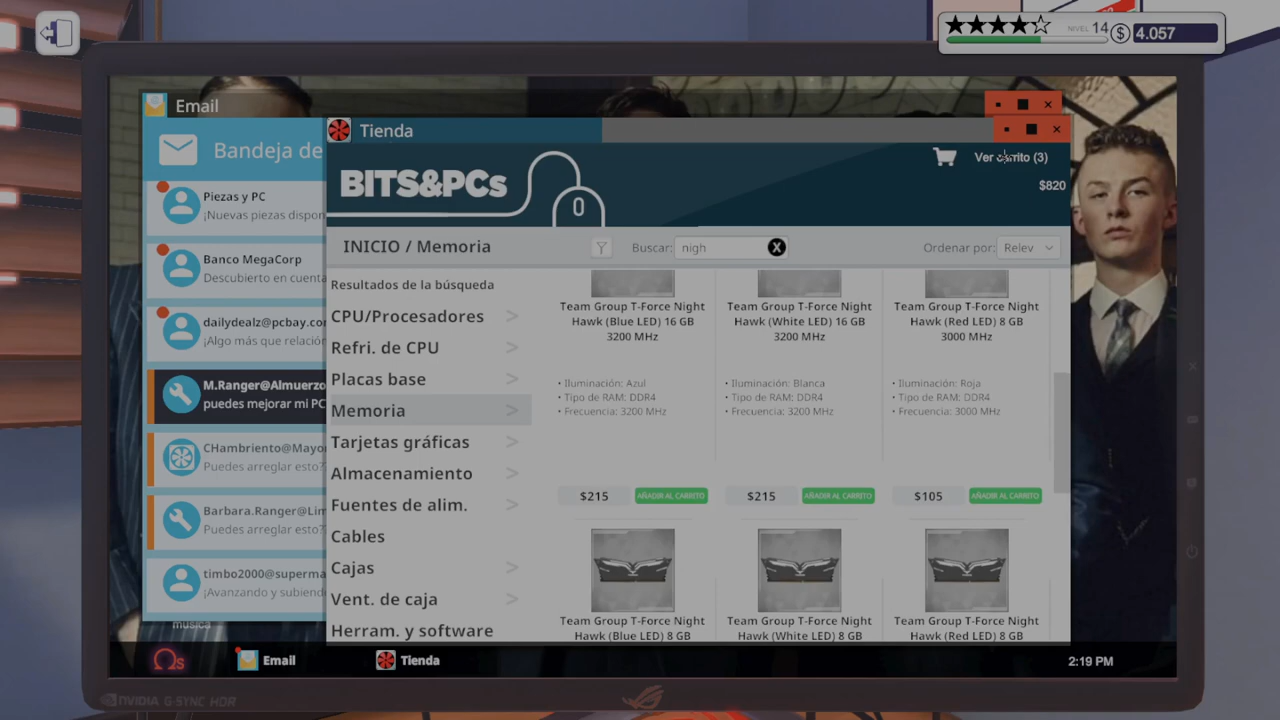 NIVEL 14
$ 4.057
Email
Tienda
Bandeja de
Ver carrito (3)
$820
BITS&PCs
Piezas y PC
¡Nuevas piezas dispon
INICIO / Memoria
Buscar: nigh
Ordenar por: Relev
Banco MegaCorp
Descubierto en cuenta
dailydealz@pcbay.co
¡Algo más que relació
M.Ranger@Almuerzo
puedes mejorar mi PC
CHambriento@Mayo
Puedes arreglar esto?
Barbara.Ranger@Lim
Puedes arreglar esto?
timbo2000@superma
¡Avanzando y subiend
música
Resultados de la búsqueda
CPU/Procesadores
Refri. de CPU
Placas base
Memoria
Tarjetas gráficas
Almacenamiento
Fuentes de alim.
Cables
Cajas
Vent. de caja
Herram. y software
Team Group T-Force Night
Hawk (Blue LED) 16 GB
3200 MHz
• Iluminación: Azul
• Tipo de RAM: DDR4
• Frecuencia: 3200 MHz
$215 AÑADIR AL CARRITO
Team Group T-Force Night
Hawk (White LED) 16 GB
3200 MHz
• Iluminación: Blanca
• Tipo de RAM: DDR4
• Frecuencia: 3200 MHz
$215 AÑADIR AL CARRITO
Team Group T-Force Night
Hawk (Red LED) 8 GB
3000 MHz
• Iluminación: Roja
• Tipo de RAM: DDR4
• Frecuencia: 3000 MHz
$105 AÑADIR AL CARRITO
Team Group T-Force Night
Hawk (Blue LED) 8 GB
Team Group T-Force Night
Hawk (White LED) 8 GB
Team Group T-Force Night
Hawk (Red LED) 8 GB
Ωs
Email
Tienda
2:19 PM
NVIDIA G-SYNC HDR